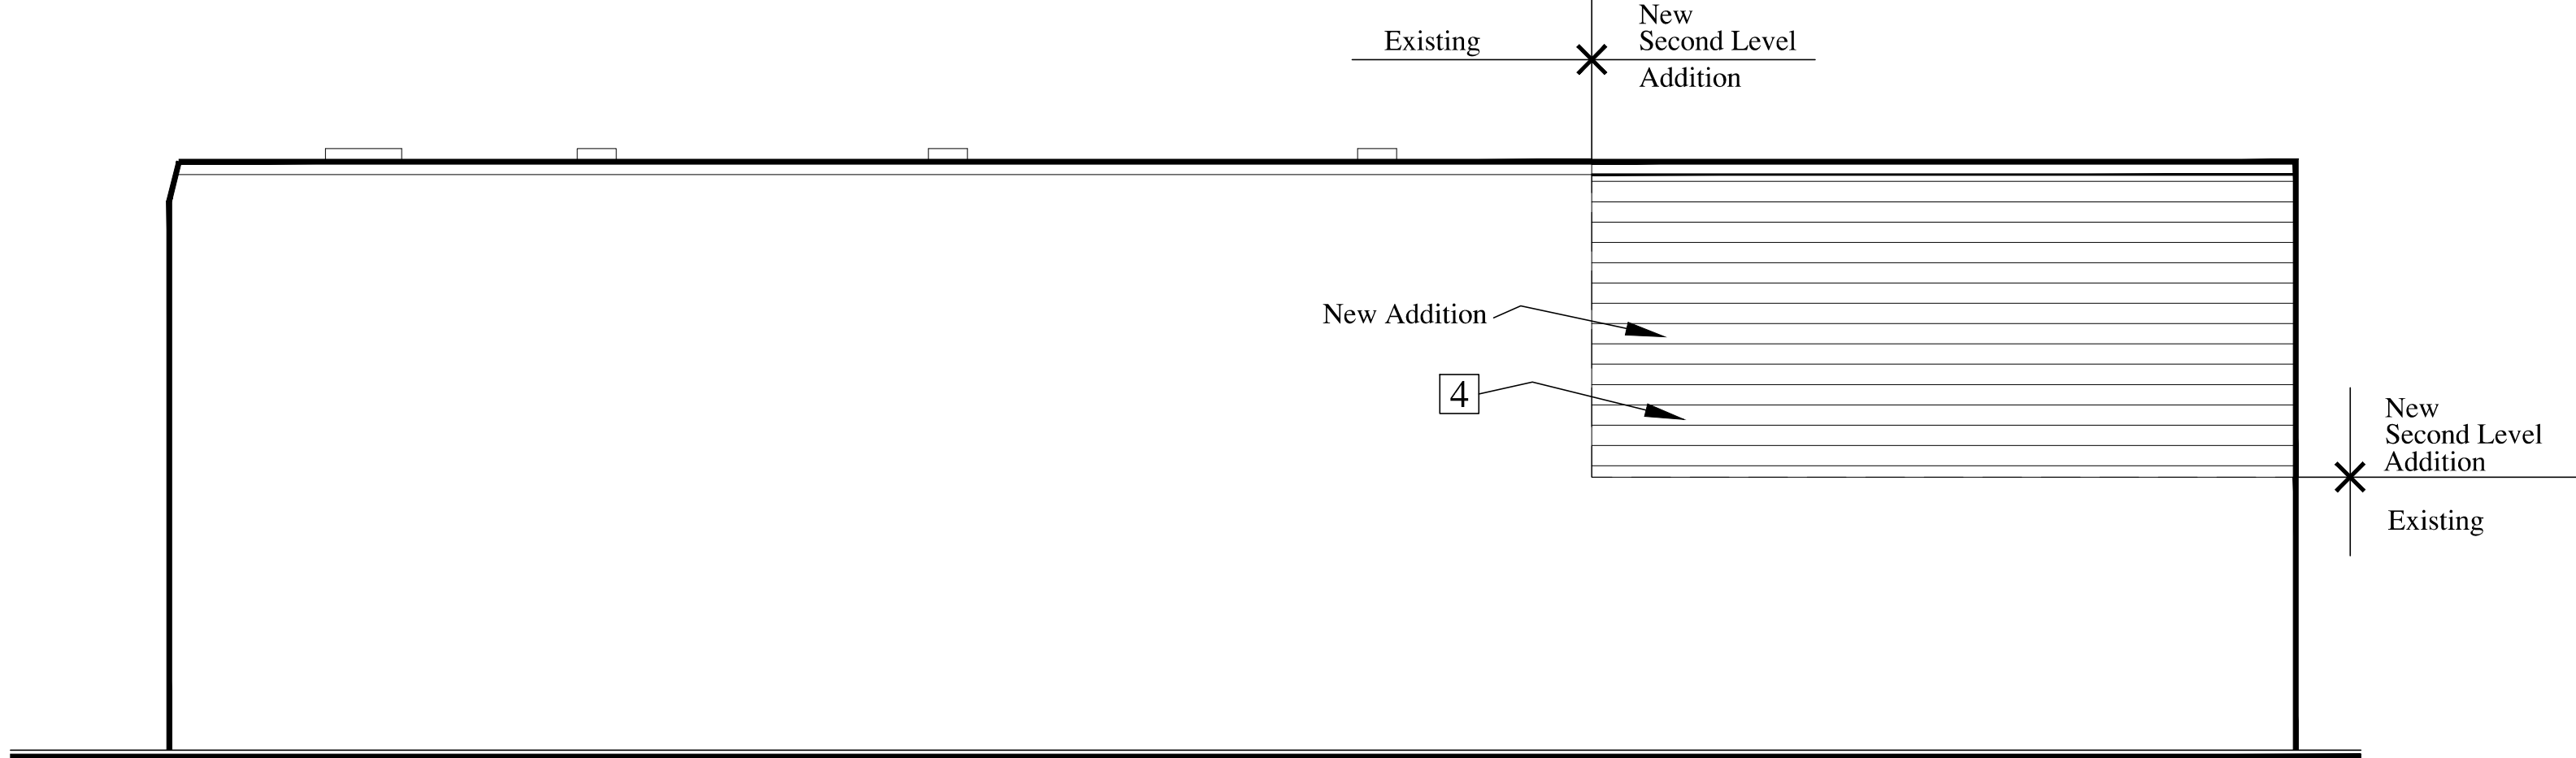 Existing
New
Second Level
Addition
New Addition
4
New
Second Level
Addition
Existing